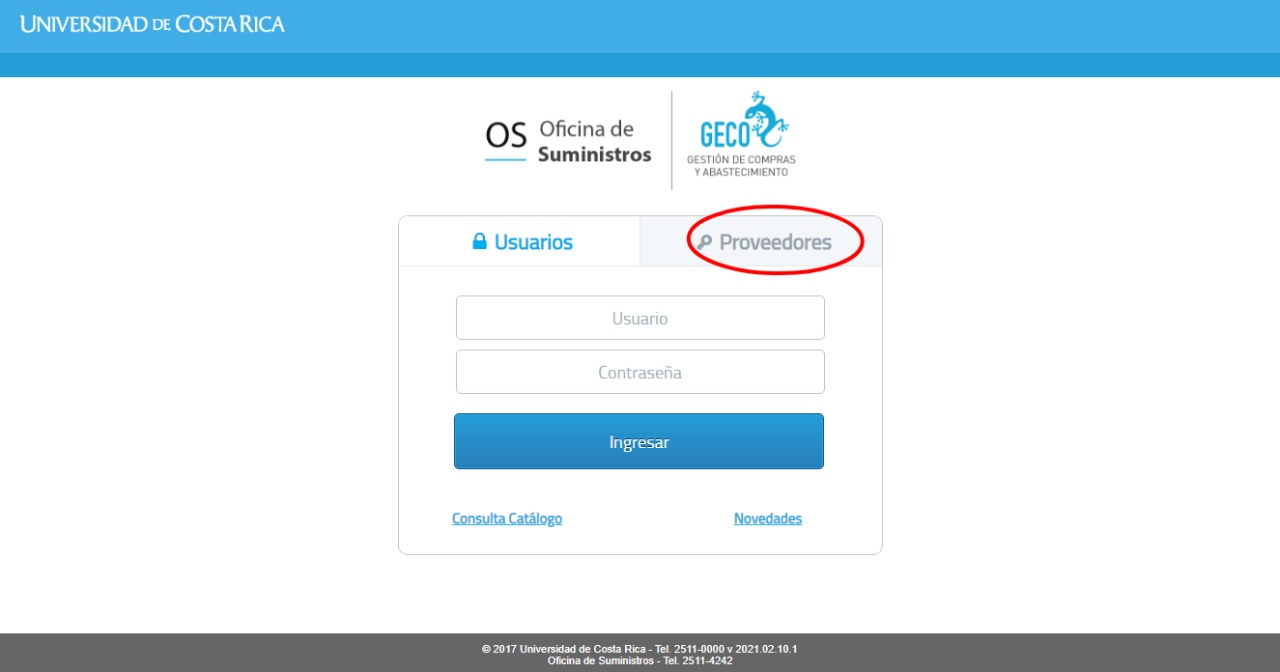 UNIVERSIDAD DE COSTA RICA
OS Oficina de
Suministros
GECO
GESTIÓN DE COMPRAS
Y ABASTECIMIENTO
Usuarios
Proveedores
Usuario
Contraseña
Ingresar
Consulta Catálogo
Novedades
© 2017 Universidad de Costa Rica - Tel. 2511-0000 v 2021.02.10.1
Oficina de Suministros - Tel. 2511-4242